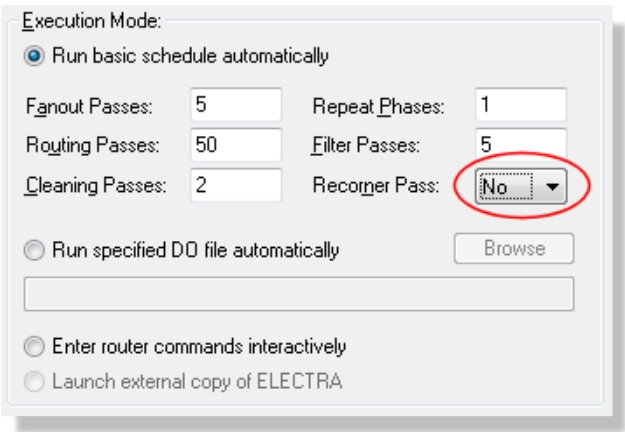 Execution Mode:
Run basic schedule automatically
Fanout Passes: 5 Repeat Phases: 1
Routing Passes: 50 Filter Passes: 5
Cleaning Passes: 2 Recorner Pass: No
Run specified DO file automatically Browse
Enter router commands interactively
Launch external copy of ELECTRA